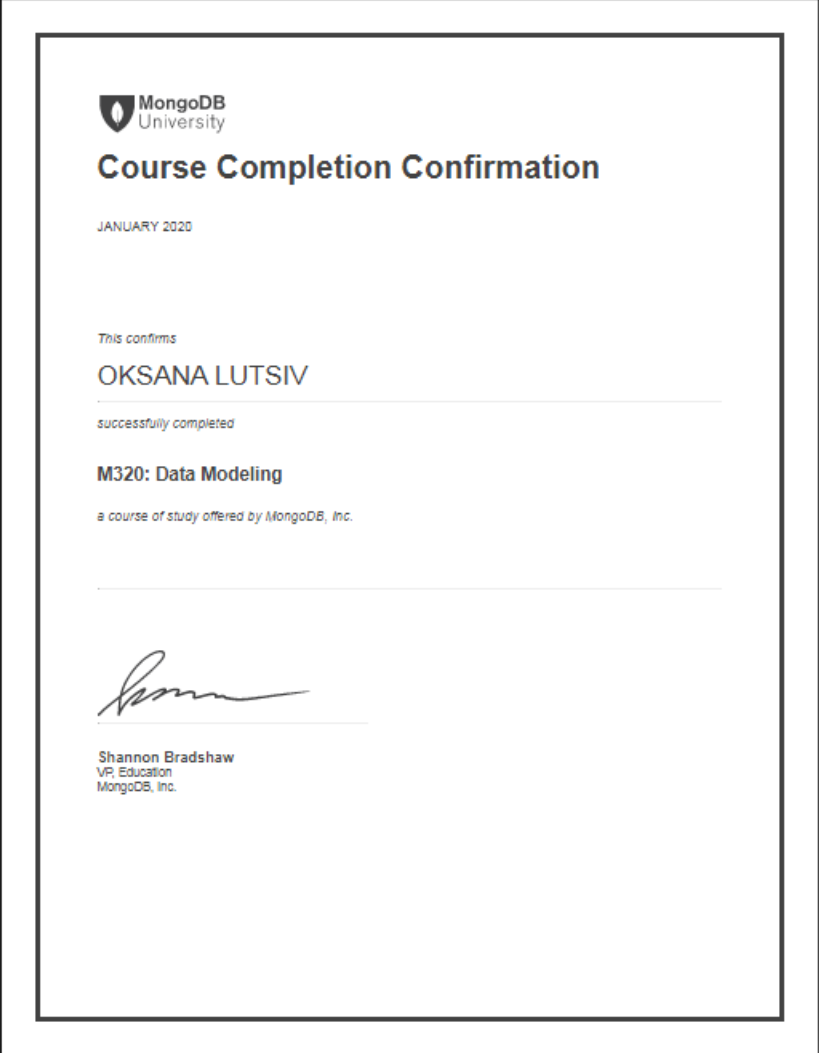 MongoDB
University
Course Completion Confirmation
JANUARY 2020
This confirms
OKSANA LUTSIV
successfully completed
M320: Data Modeling
a course of study offered by MongoDB, Inc.
Shannon Bradshaw
VP, Education
MongoDB, Inc.